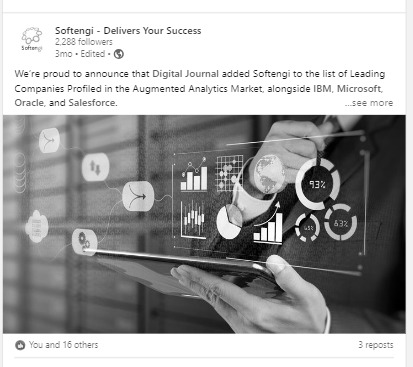 Softengi
Softengi - Delivers Your Success
2,288 followers
3mo • Edited •
We're proud to announce that Digital Journal added Softengi to the list of Leading
Companies Profiled in the Augmented Analytics Market, alongside IBM, Microsoft,
Oracle, and Salesforce.
...see more
93%
63%
You and 16 others
3 reposts